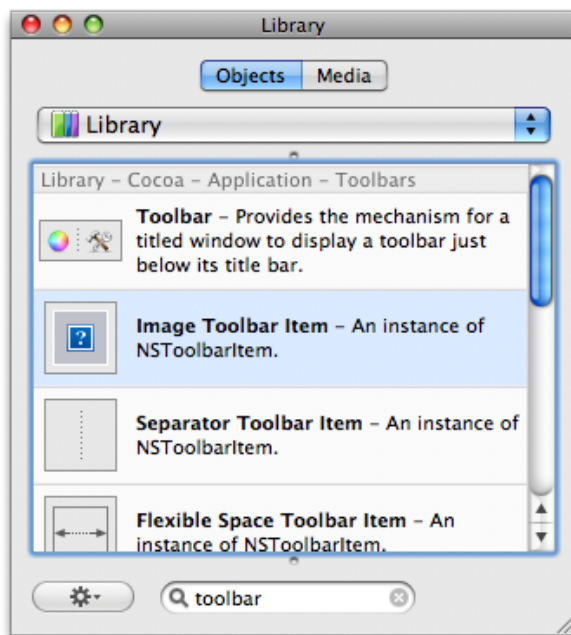 Library
Objects Media
Library
Library – Cocoa – Application – Toolbars
Toolbar – Provides the mechanism for a
titled window to display a toolbar just
below its title bar.
?
Image Toolbar Item – An instance of
NSToolbarItem.
Separator Toolbar Item – An instance of
NSToolbarItem.
Flexible Space Toolbar Item – An
instance of NSToolbarItem.
toolbar